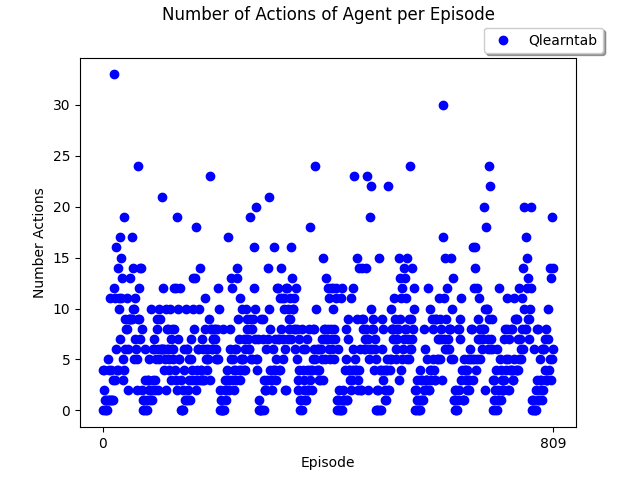 Number of Actions of Agent per Episode
Qlearntab
30
25
20
15
10
5
0
Number Actions
0 809
Episode